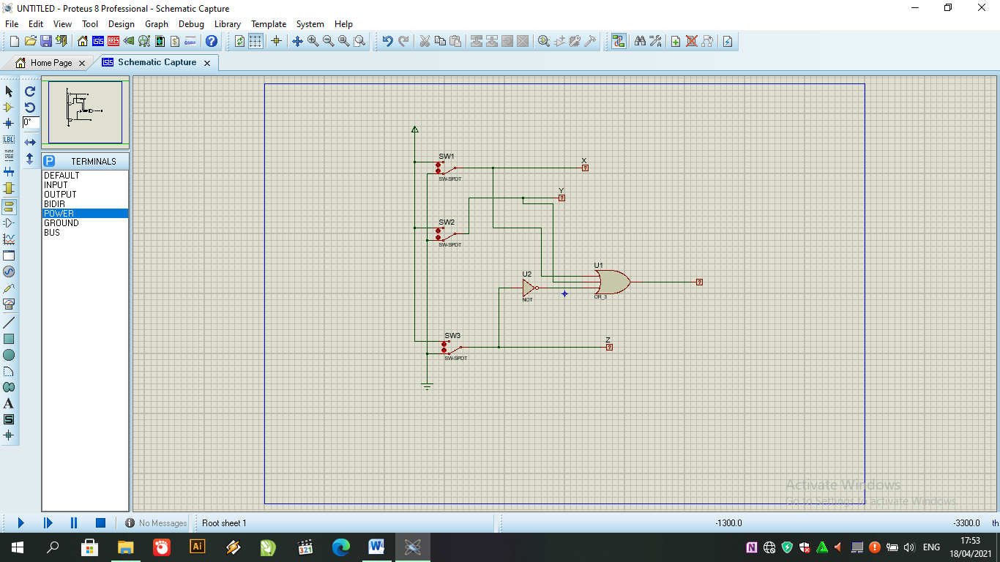 UNTITLED - Proteus 8 Professional - Schematic Capture
File Edit View Tool Design Graph Debug Library Template System Help
Home Page Schematic Capture
0°
P TERMINALS
DEFAULT
INPUT
OUTPUT
BIDIR
POWER
GROUND
BUS
LBL
A
S
SW1
SW-SPDT
X
?
Y
?
SW2
SW-SPDT
U1
OR_3
?
U2
NOT
SW3
SW-SPDT
Z
?
Activate Windows
Go to Settings to activate Windows.
No Messages Root sheet 1 -1300.0 -3300.0 th
Ai 321 W N ENG 17:53
18/04/2021